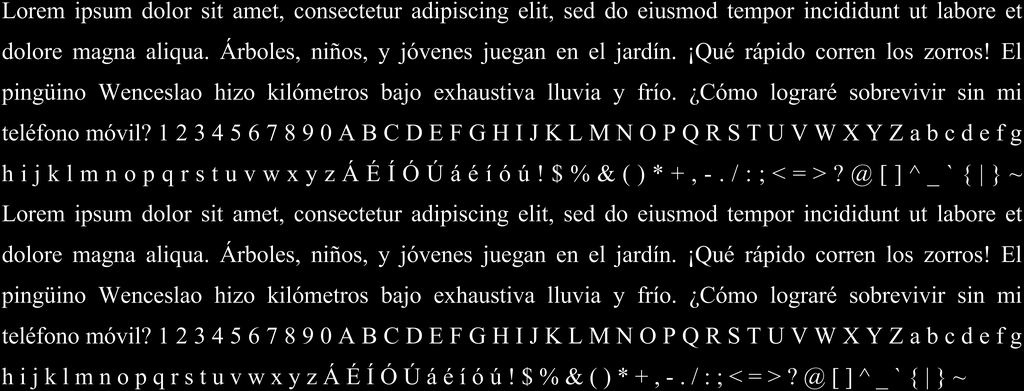 Lorem ipsum dolor sit amet, consectetur adipiscing elit, sed do eiusmod tempor incididunt ut labore et
dolore magna aliqua. Árboles, niños, y jóvenes juegan en el jardín. ¡Qué rápido corren los zorros! El
pingüino Wenceslao hizo kilómetros bajo exhaustiva lluvia y frío. ¿Cómo lograré sobrevivir sin mi
teléfono móvil? 1 2 3 4 5 6 7 8 9 0 A B C D E F G H I J K L M N O P Q R S T U V W X Y Z a b c d e f g
h i j k l m n o p q r s t u v w x y z Á É Í Ó Ú á é í ó ú ! $ % & ( ) * + , - . / : ; < = > ? @ [ ] ^ _ ` { | } ~
Lorem ipsum dolor sit amet, consectetur adipiscing elit, sed do eiusmod tempor incididunt ut labore et
dolore magna aliqua. Árboles, niños, y jóvenes juegan en el jardín. ¡Qué rápido corren los zorros! El
pingüino Wenceslao hizo kilómetros bajo exhaustiva lluvia y frío. ¿Cómo lograré sobrevivir sin mi
teléfono móvil? 1 2 3 4 5 6 7 8 9 0 A B C D E F G H I J K L M N O P Q R S T U V W X Y Z a b c d e f g
h i j k l m n o p q r s t u v w x y z Á É Í Ó Ú á é í ó ú ! $ % & ( ) * + , - . / : ; < = > ? @ [ ] ^ _ ` { | } ~